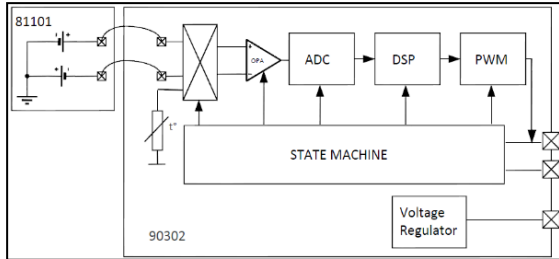 81101
OPA
ADC
DSP
PWM
t°
STATE MACHINE
Voltage
Regulator
90302